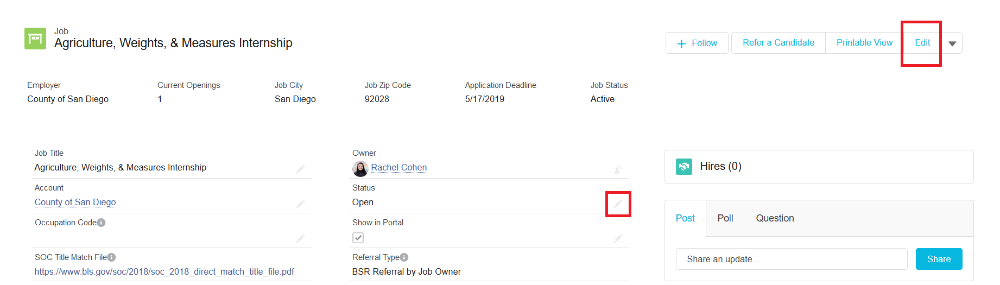 Job
Agriculture, Weights, & Measures Internship
Follow
Refer a Candidate
Printable View
Edit
Employer
Current Openings
Job City
Job Zip Code
Application Deadline
Job Status
County of San Diego
1
San Diego
92028
5/17/2019
Active
Job Title
Agriculture, Weights, & Measures Internship
Owner
Rachel Cohen
Account
County of San Diego
Status
Open
Occupation Code
Show in Portal
SOC Title Match File
https://www.bls.gov/soc/2018/soc_2018_direct_match_title_file.pdf
Referral Type
BSR Referral by Job Owner
Hires (0)
Post
Poll
Question
Share an update...
Share